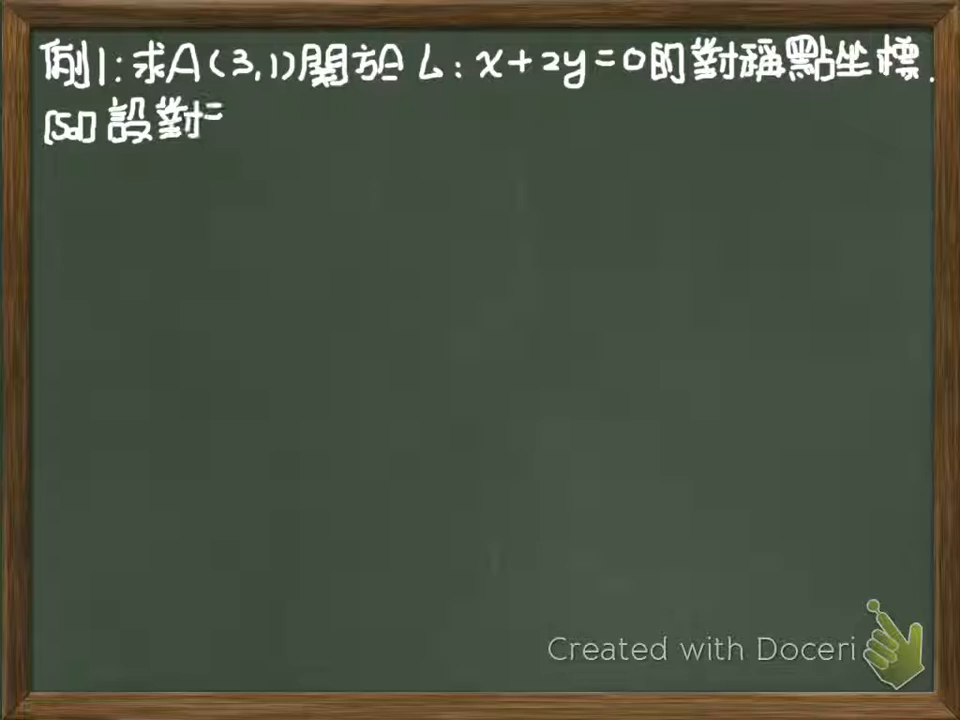 例1:求A(3,1)關於L:x+2y=0的對稱點坐標.
[Sol]設對
Created with Doceri